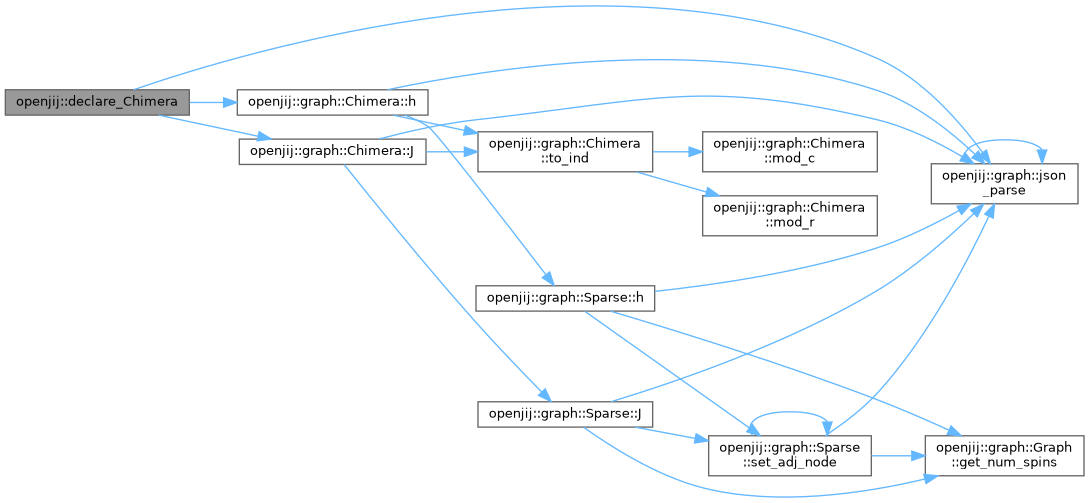 openjij::declare_Chimera
openjij::graph::Chimera::h
openjij::graph::Chimera::J
openjij::graph::Chimera
::to_ind
openjij::graph::Chimera
::mod_c
openjij::graph::Chimera
::mod_r
openjij::graph::json
_parse
openjij::graph::Sparse::h
openjij::graph::Sparse::J
openjij::graph::Sparse
::set_adj_node
openjij::graph::Graph
::get_num_spins